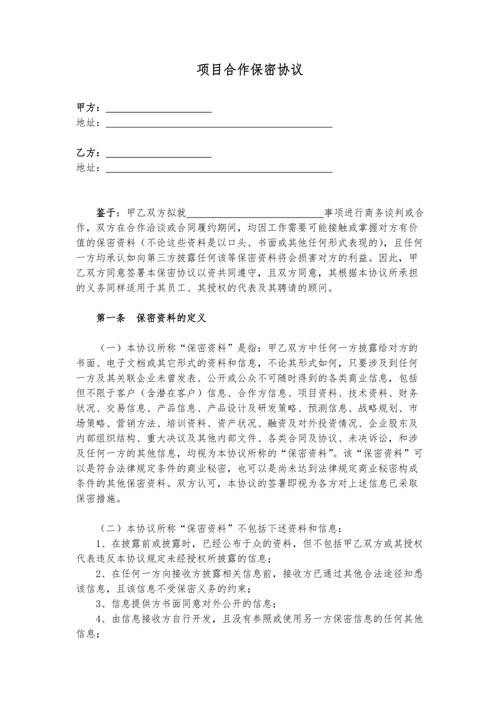 项目合作保密协议
甲方：____________________
地址：____________________
乙方：____________________
地址：____________________
鉴于：甲乙双方拟就____________________事项进行商务谈判或合
作，双方在合作洽谈或合同履约期间，均因工作需要可能接触或掌握对方有价
值的保密资料（不论这些资料是以口头、书面或其他任何形式表现的），且任何
一方均承认如向第三方披露任何该等保密资料将会损害对方的利益。因此，甲
乙双方同意签署本保密协议以资共同遵守，且双方同意，其根据本协议所承担
的义务同样适用于其员工、其授权的代表及其聘请的顾问。
第一条　保密资料的定义
（一）本协议所称“保密资料”是指：甲乙双方中任何一方披露给对方的
书面、电子文档或其它形式的资料和信息，不论其形式如何，只要涉及到任何
一方及其关联企业未曾发表、公开或公众不可随时得到的各类商业信息，包括
但不限于客户（含潜在客户）信息、合作方信息、项目资料、技术资料、财务
状况、交易信息、产品信息、产品设计及研发策略、预测信息、战略规划、市
场策略、营销方法、培训资料、资产状况、融资及对外投资情况、企业股东及
内部组织结构、重大决议及其他内部文件、各类合同及协议、未决诉讼，和涉
及任何一方的其他信息，均视为本协议所称的“保密资料”。该“保密资料”可
以是符合法律规定条件的商业秘密，也可以是尚未达到法律规定商业秘密构成
条件的其他保密资料。双方认可，本协议的签署即视为各方对上述信息已采取
保密措施。
（二）本协议所称“保密资料”不包括下述资料和信息：
1、在披露前或披露时，已经公布于众的资料，但不包括甲乙双方或其授权
代表违反本协议规定未经授权所披露的信息；
2、在任何一方向接收方披露相关信息前，接收方已通过其他合法途径知悉
该信息，且该信息不受保密义务的约束；
3、信息提供方书面同意对外公开的信息；
4、由信息接收方自行开发，且没有参照或使用另一方保密信息的任何其他
信息；